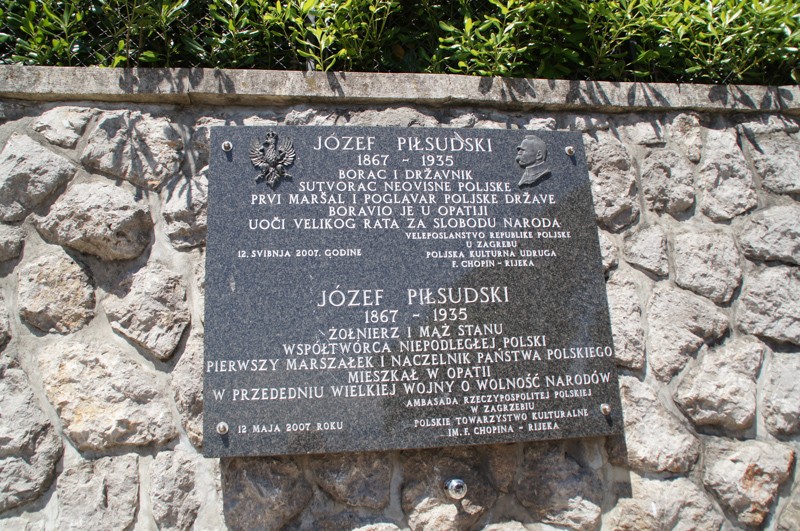 JÓZEF PIŁSUDSKI
1867 - 1935
BORAC I DRŽAVNIK
SUTVORAC NEOVISNE POLJSKE
PRVI MARŠAL I POGLAVAR POLJSKE DRŽAVE
BORAVIO JE U OPATIJI
UOČI VELIKOG RATA ZA SLOBODU NARODA
12. SVIBNJA 2007. GODINE
VELEPOSLANSTVO REPUBLIKE POLJSKE
U ZAGREBU
POLJSKA KULTURNA UDRUGA
F. CHOPIN - RIJEKA
JÓZEF PIŁSUDSKI
1867 - 1935
ŻOŁNIERZ I MĄŻ STANU
WSPÓŁTWÓRCA NIEPODLEGŁEJ POLSKI
PIERWSZY MARSZAŁEK I NACZELNIK PAŃSTWA POLSKIEGO
MIESZKAŁ W OPATII
W PRZEDEDNIU WIELKIEJ WOJNY O WOLNOŚĆ NARODÓW
12 MAJA 2007 ROKU
AMBASADA RZECZYPOSPOLITEJ POLSKIEJ
W ZAGRZEBIU
POLSKIE TOWARZYSTWO KULTURALNE
IM. F. CHOPINA - RIJEKA